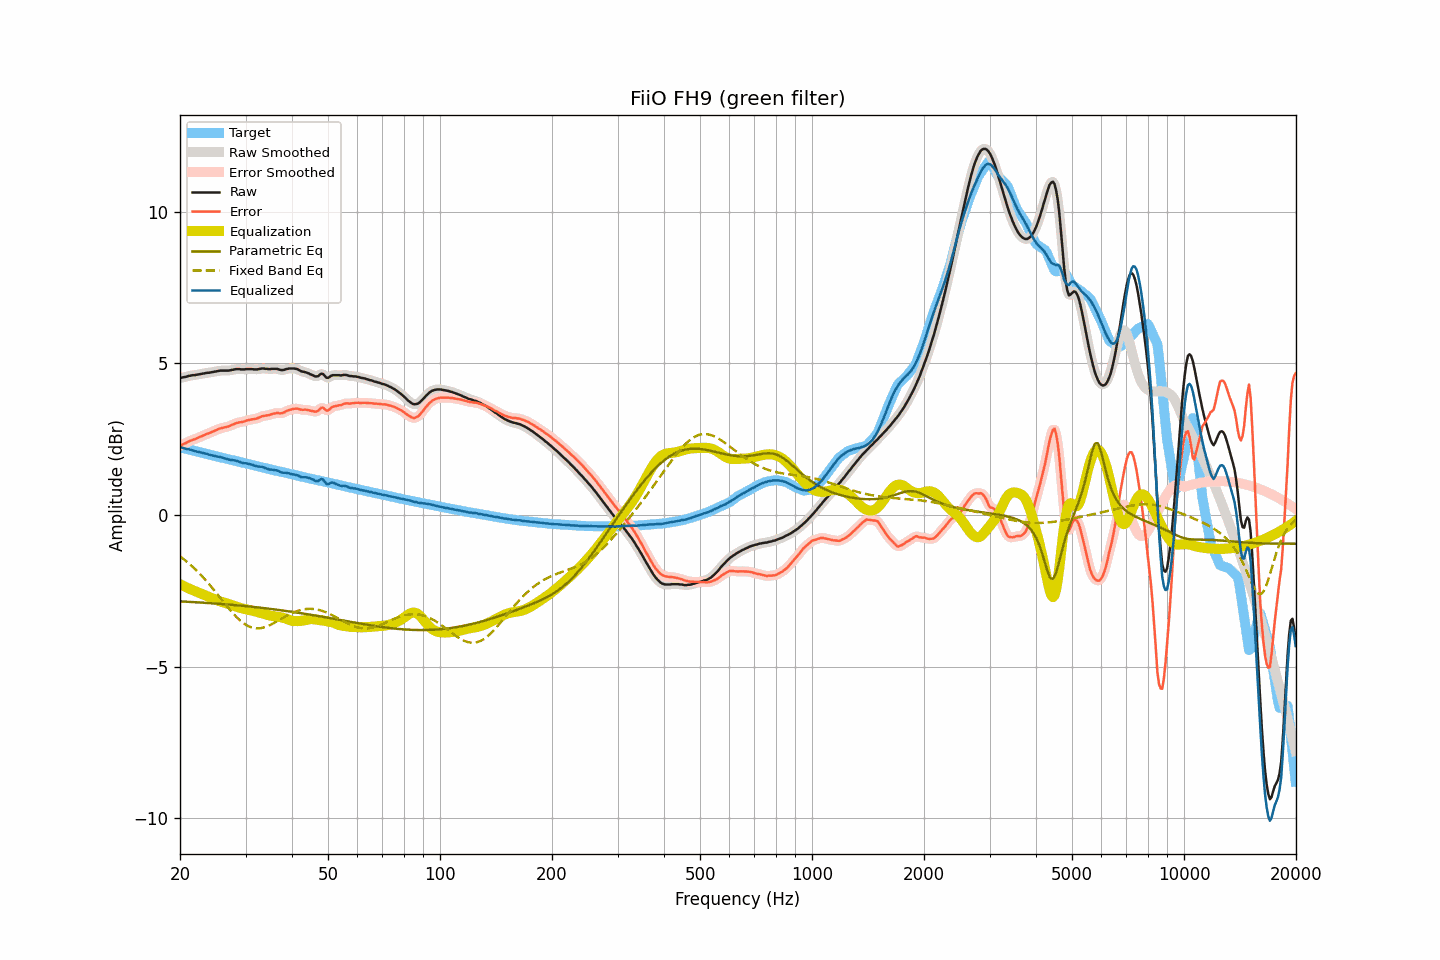 FiiO FH9 (green filter)
Target
Raw Smoothed
Error Smoothed
Raw
Error
Equalization
Parametric Eq
Fixed Band Eq
Equalized
Amplitude (dBr)
10
5
0
−5
−10
20 50 100 200 500 1000 2000 5000 10000 20000
Frequency (Hz)